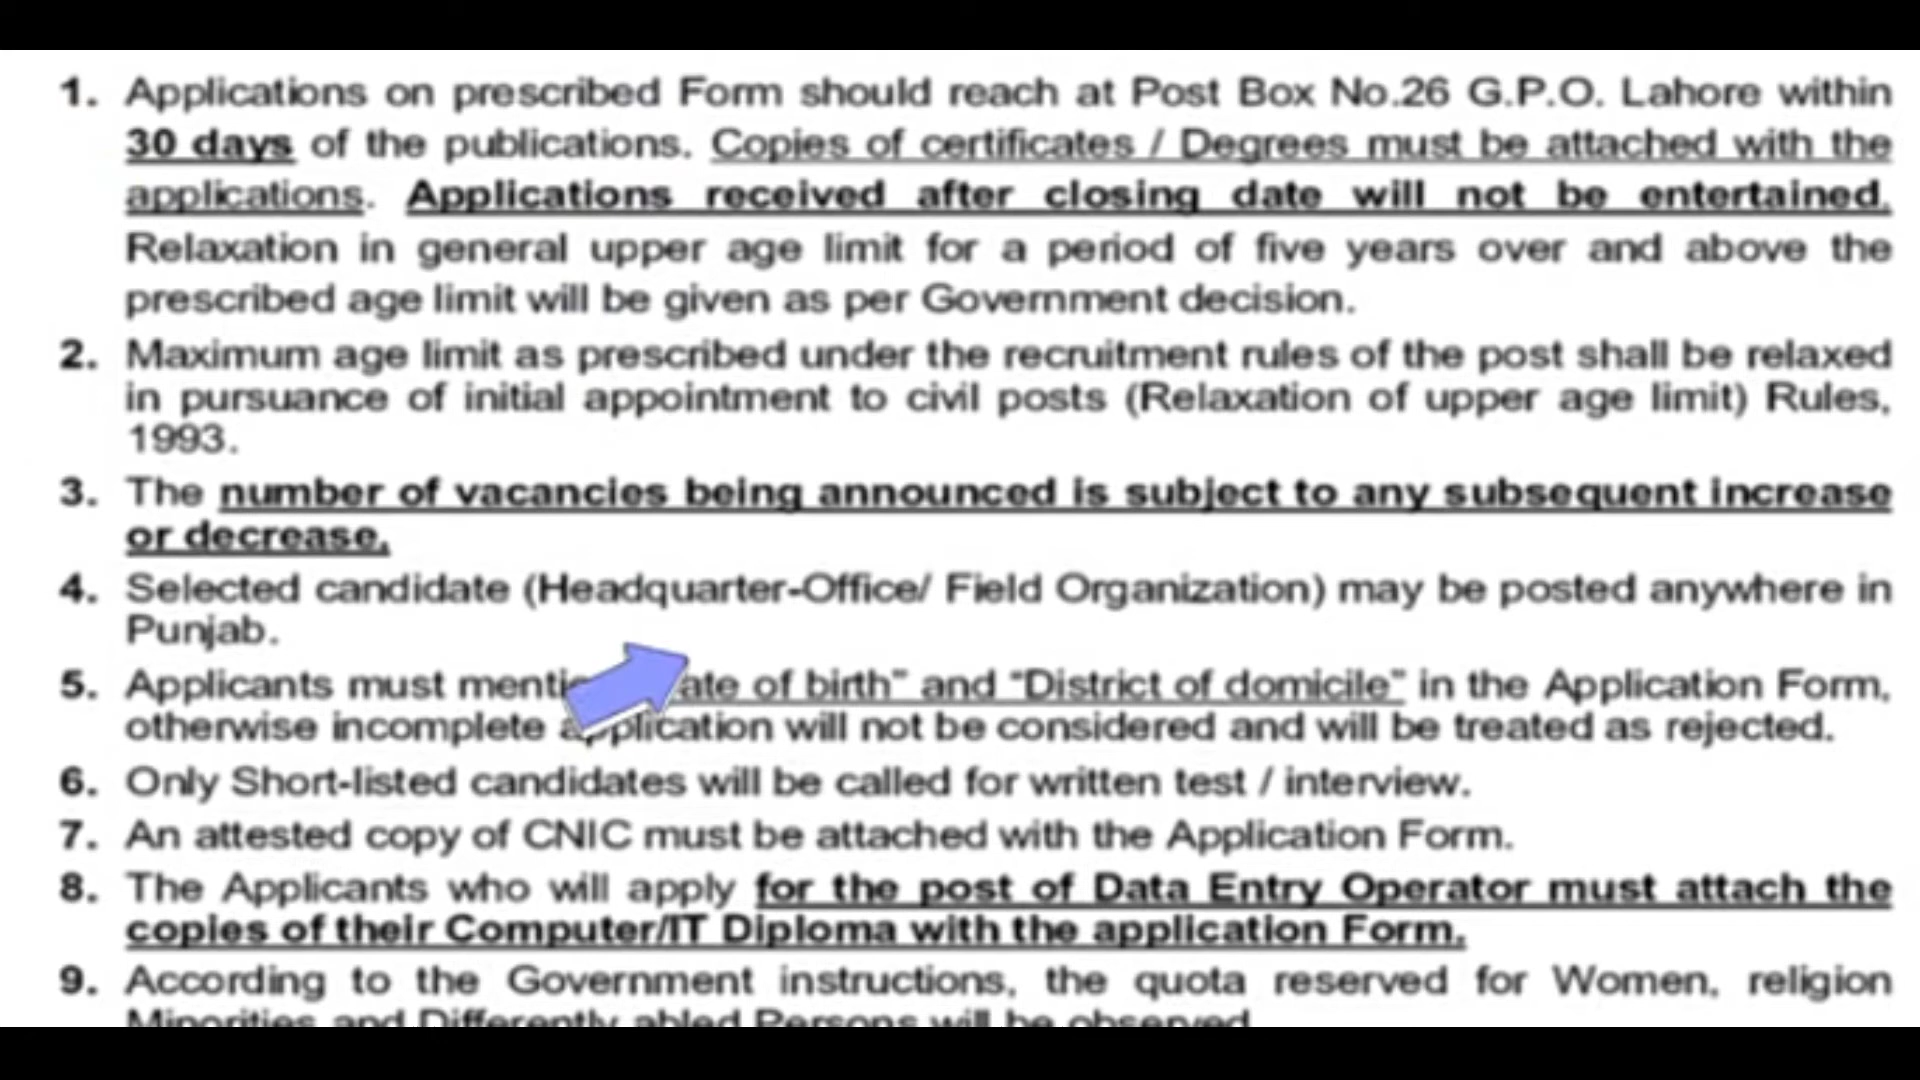 1. Applications on prescribed Form should reach at Post Box No.26 G.P.O. Lahore within
30 days of the publications. Copies of certificates / Degrees must be attached with the
applications. Applications received after closing date will not be entertained.
Relaxation in general upper age limit for a period of five years over and above the
prescribed age limit will be given as per Government decision.
2. Maximum age limit as prescribed under the recruitment rules of the post shall be relaxed
in pursuance of initial appointment to civil posts (Relaxation of upper age limit) Rules,
1993.
3. The number of vacancies being announced is subject to any subsequent increase
or decrease.
4. Selected candidate (Headquarter-Office/ Field Organization) may be posted anywhere in
Punjab.
5. Applicants must of birth” and “District of domicile” in the Application Form,
otherwise incomplete application will not be considered and will be treated as rejected.
6. Only Short-listed candidates will be called for written test / interview.
7. An attested copy of CNIC must be attached with the Application Form.
8. The Applicants who will apply for the post of Data Entry Operator must attach the
copies of their Computer/IT Diploma with the application Form.
9. According to the Government instructions, the quota reserved for Women, religion
Minorities and Differently abled Persons will be observed